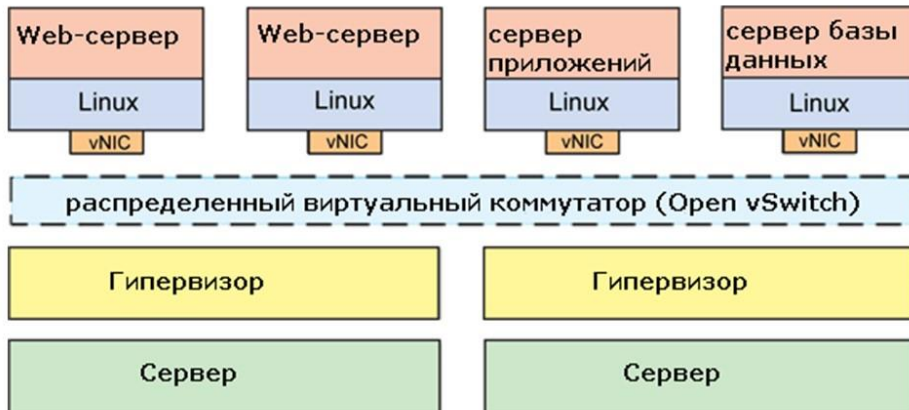 Web-сервер
Web-сервер
сервер
приложений
сервер базы
данных
Linux
Linux
Linux
Linux
vNIC
vNIC
vNIC
vNIC
распределенный виртуальный коммутатор (Open vSwitch)
Гипервизор
Гипервизор
Сервер
Сервер